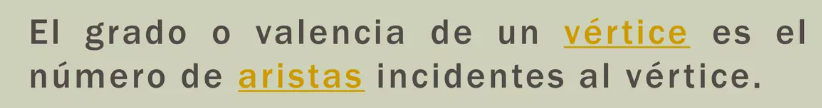 El grado o valencia de un vértice es el
número de aristas incidentes al vértice.